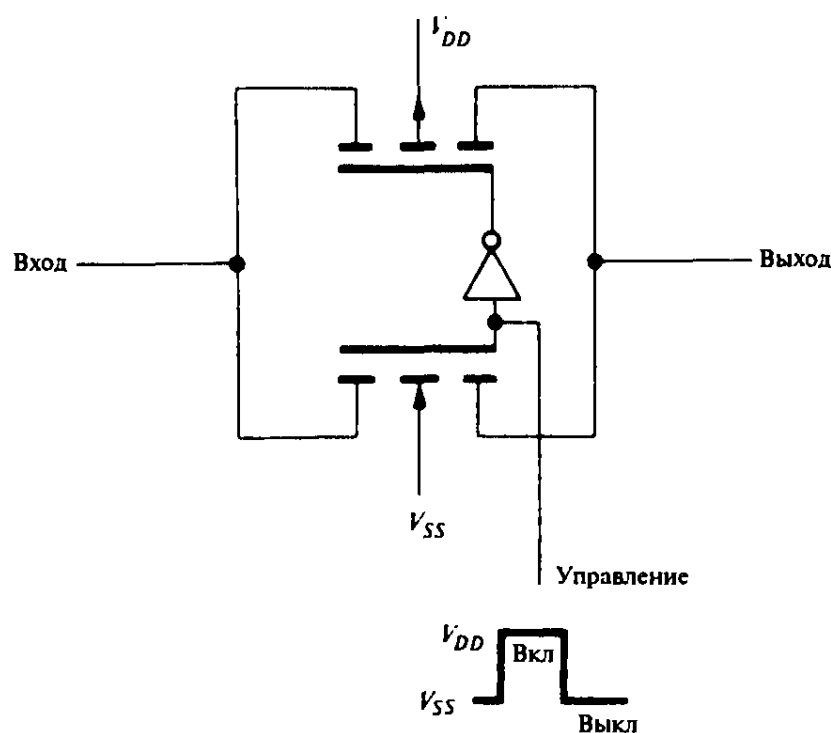 V_DD
Вход
Выход
V_SS
Управление
V_DD
Вкл
V_SS
Выкл